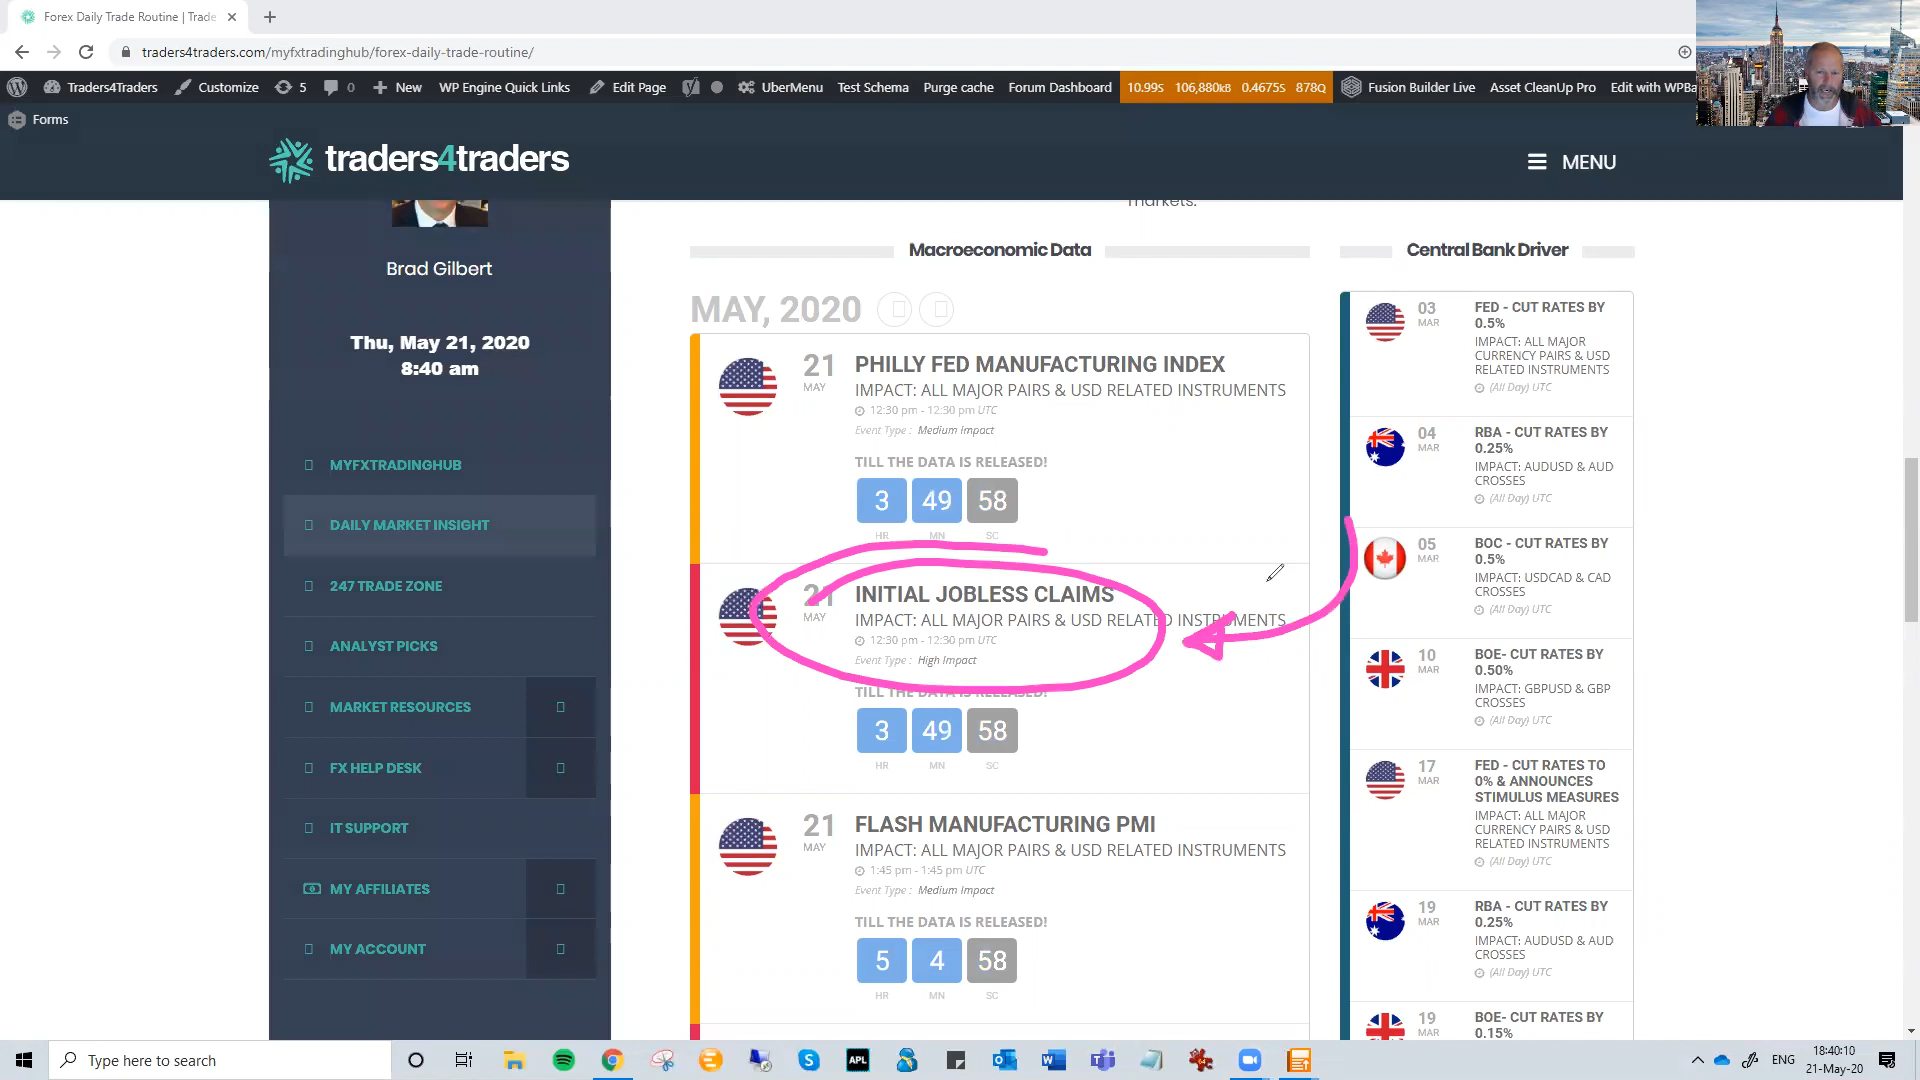 Forex Daily Trade Routine | Trade
traders4traders.com/myfxtradinghub/forex-daily-trade-routine/
Traders4Traders
Customize
5
0
New
WP Engine Quick Links
Edit Page
UberMenu
Test Schema
Purge cache
Forum Dashboard
10.99S 106,880KB 0.4675S 878Q
Fusion Builder Live
Asset CleanUp Pro
Edit with WPBa
Forms
traders4traders
MENU
Brad Gilbert
Thu, May 21, 2020
8:40 am
MYFXTRADINGHUB
DAILY MARKET INSIGHT
247 TRADE ZONE
ANALYST PICKS
MARKET RESOURCES
FX HELP DESK
IT SUPPORT
MY AFFILIATES
MY ACCOUNT
markets.
Macroeconomic Data
MAY, 2020
21
MAY
PHILLY FED MANUFACTURING INDEX
IMPACT: ALL MAJOR PAIRS & USD RELATED INSTRUMENTS
12:30 pm - 12:30 pm UTC
Event Type : Medium Impact
TILL THE DATA IS RELEASED!
3 49 58
HR MN SC
21
MAY
INITIAL JOBLESS CLAIMS
IMPACT: ALL MAJOR PAIRS & USD RELATED INSTRUMENTS
12:30 pm - 12:30 pm UTC
Event Type : High Impact
TILL THE DATA IS RELEASED!
3 49 58
HR MN SC
21
MAY
FLASH MANUFACTURING PMI
IMPACT: ALL MAJOR PAIRS & USD RELATED INSTRUMENTS
1:45 pm - 1:45 pm UTC
Event Type : Medium Impact
TILL THE DATA IS RELEASED!
5 4 58
HR MN SC
Central Bank Driver
03
MAR
FED - CUT RATES BY
0.5%
IMPACT: ALL MAJOR
CURRENCY PAIRS & USD
RELATED INSTRUMENTS
(All Day) UTC
04
MAR
RBA - CUT RATES BY
0.25%
IMPACT: AUDUSD & AUD
CROSSES
(All Day) UTC
05
MAR
BOC - CUT RATES BY
0.5%
IMPACT: USDCAD & CAD
CROSSES
(All Day) UTC
10
MAR
BOE- CUT RATES BY
0.50%
IMPACT: GBPUSD & GBP
CROSSES
(All Day) UTC
17
MAR
FED - CUT RATES TO
0% & ANNOUNCES
STIMULUS MEASURES
IMPACT: ALL MAJOR
CURRENCY PAIRS & USD
RELATED INSTRUMENTS
(All Day) UTC
19
MAR
RBA - CUT RATES BY
0.25%
IMPACT: AUDUSD & AUD
CROSSES
(All Day) UTC
19
MAR
BOE- CUT RATES BY
0.15%
Type here to search
APL
ENG
18:40:10
21-May-20